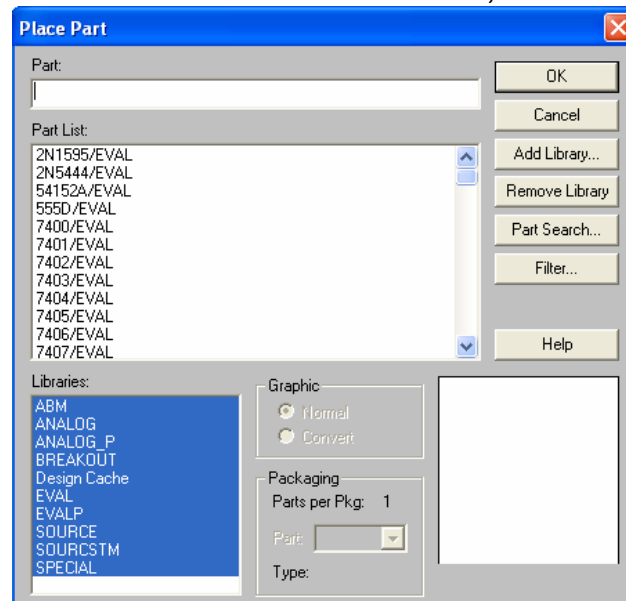 Place Part
Part:
OK
Cancel
Part List:
Add Library...
Remove Library
Part Search...
Filter...
Help
2N1595/EVAL
2N5444/EVAL
54152A/EVAL
555D/EVAL
7400/EVAL
7401/EVAL
7402/EVAL
7403/EVAL
7404/EVAL
7405/EVAL
7406/EVAL
7407/EVAL
Libraries:
ABM
ANALOG
ANALOG_P
BREAKOUT
Design Cache
EVAL
EVALP
SOURCE
SOURCSTM
SPECIAL
Graphic
Normal
Convert
Packaging
Parts per Pkg: 1
Part:
Type: